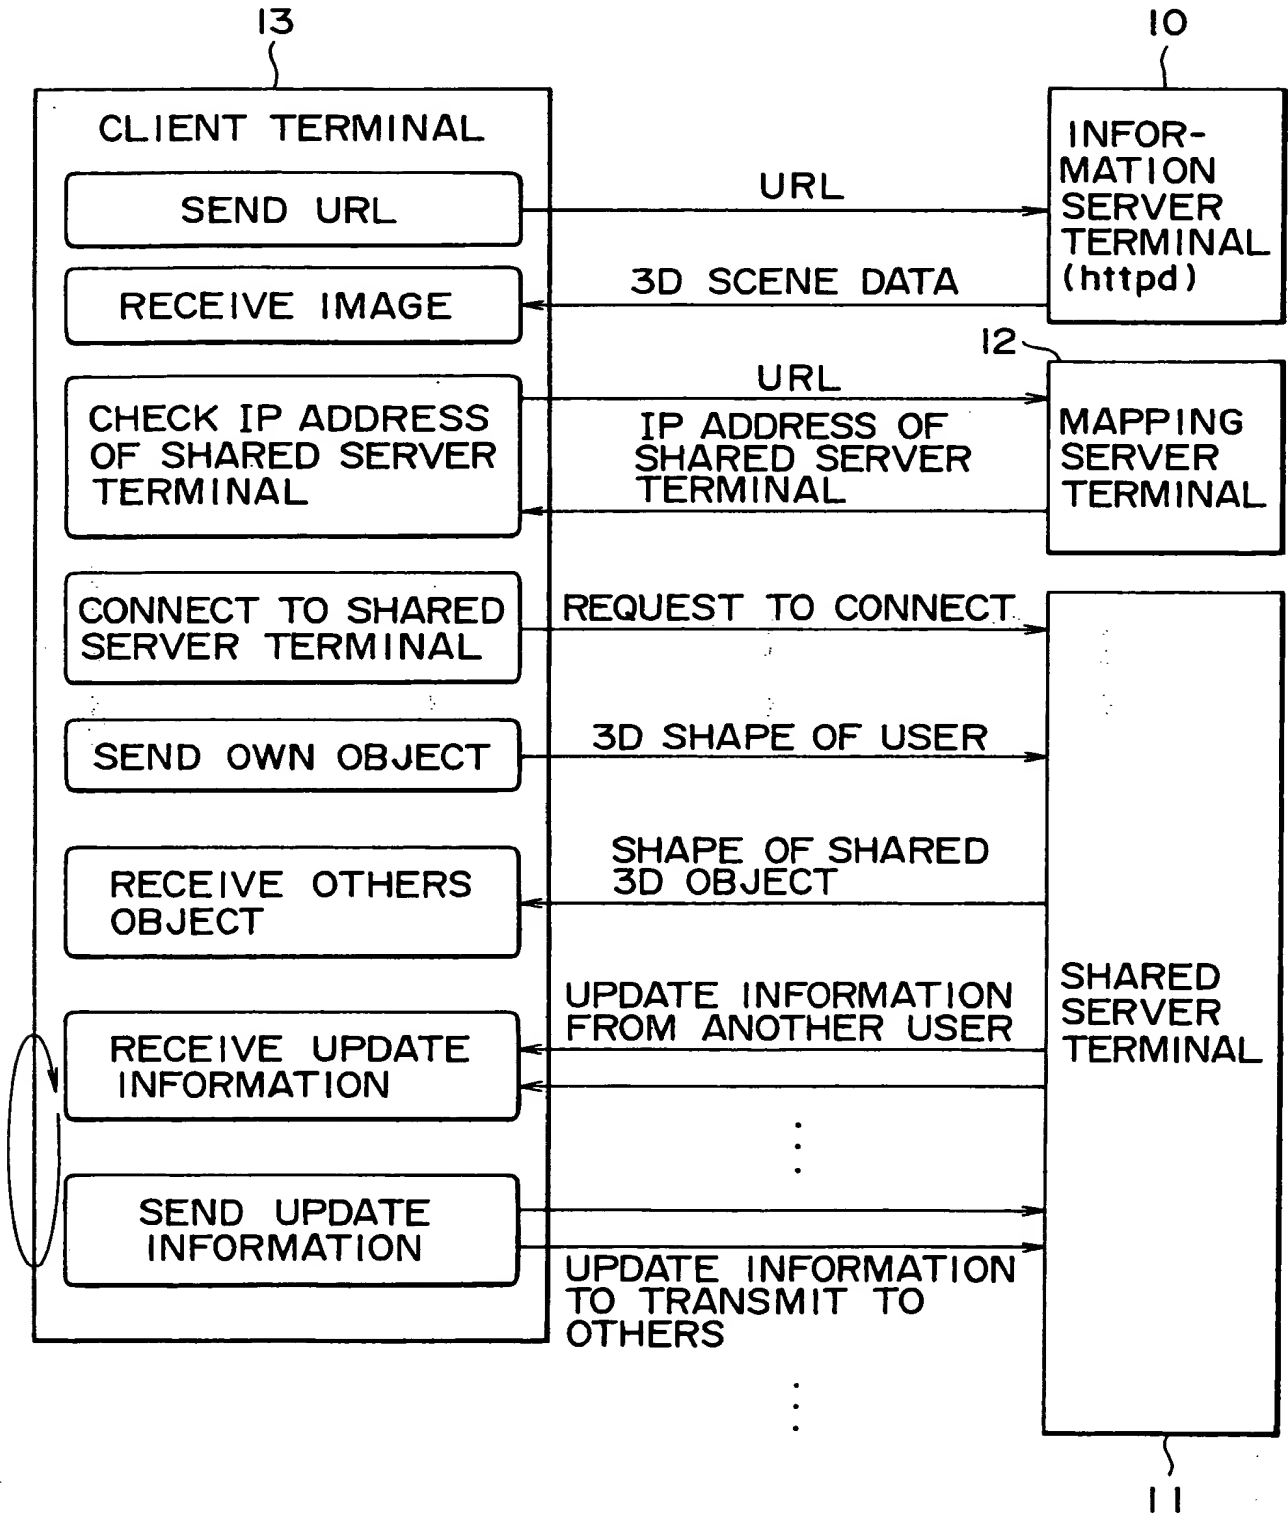 13
10
CLIENT TERMINAL
SEND URL
URL
INFOR-
MATION
SERVER
TERMINAL
(httpd)
RECEIVE IMAGE
3D SCENE DATA
12
CHECK IP ADDRESS
OF SHARED SERVER
TERMINAL
URL
IP ADDRESS OF
SHARED SERVER
TERMINAL
MAPPING
SERVER
TERMINAL
CONNECT TO SHARED
SERVER TERMINAL
REQUEST TO CONNECT
SEND OWN OBJECT
3D SHAPE OF USER
RECEIVE OTHERS
OBJECT
SHAPE OF SHARED
3D OBJECT
SHARED
SERVER
TERMINAL
RECEIVE UPDATE
INFORMATION
UPDATE INFORMATION
FROM ANOTHER USER
SEND UPDATE
INFORMATION
UPDATE INFORMATION
TO TRANSMIT TO
OTHERS
11